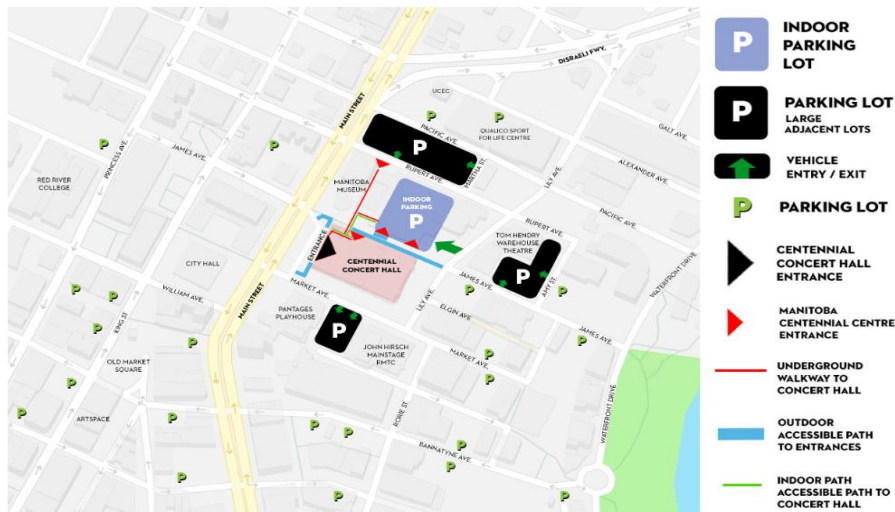 DISRAELI FWY.
UCEC
MAIN STREET
PACIFIC AVE.
QUALICO SPORT
FOR LIFE CENTRE
GALT AVE.
P
P
P
P
P
PRINCESS AVE.
JAMES AVE.
RUPERT AVE.
MARTHA ST.
LILY AVE.
ALEXANDER AVE.
RED RIVER
COLLEGE
MANITOBA
MUSEUM
INDOOR
PARKING
P
PACIFIC AVE.
RUPERT AVE.
TOM HENDRY
WAREHOUSE
THEATRE
P
ENTRANCE
CENTENNIAL
CONCERT HALL
CITY HALL
WATERFRONT DRIVE
JAMES AVE.
P
AMY ST.
P
WILLIAM AVE.
MARKET AVE.
LILY AVE.
P
P
P
MAIN STREET
PANTAGES
PLAYHOUSE
P
ELGIN AVE.
JAMES AVE.
P
KING ST.
P
JOHN HIRSCH
MAINSTAGE
RMTC
MARKET AVE.
P
P
OLD MARKET
SQUARE
P
P
P
ARTSPACE
P
P
RORIE ST.
WATERFRONT DRIVE
P
BANNATYNE AVE.
P
P
P
P
P
P
P
INDOOR
PARKING
LOT
P
PARKING LOT
LARGE
ADJACENT LOTS
VEHICLE
ENTRY / EXIT
P
PARKING LOT
CENTENNIAL
CONCERT HALL
ENTRANCE
MANITOBA
CENTENNIAL CENTRE
ENTRANCE
UNDERGROUND
WALKWAY TO
CONCERT HALL
OUTDOOR
ACCESSIBLE PATH
TO ENTRANCES
INDOOR PATH
ACCESSIBLE PATH TO
CONCERT HALL